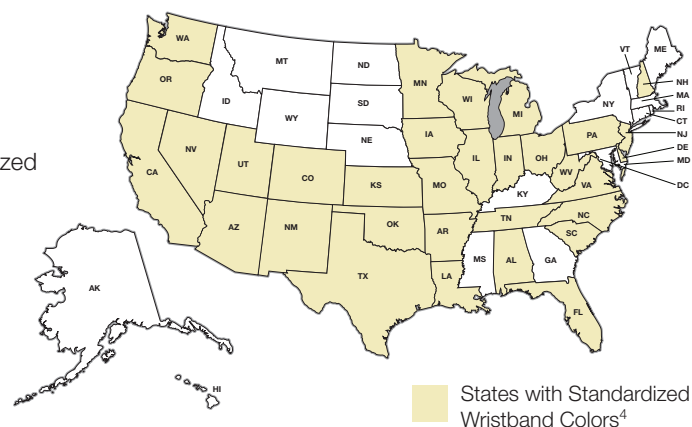 WA
MT
ND
VT
ME
OR
ID
SD
MN
WI
MI
NY
NH
MA
RI
CT
NJ
DE
MD
DC
WY
NE
IA
PA
ized
NV
UT
CO
CA
KS
MO
IL
IN
OH
WV
VA
KY
AZ
NM
OK
AR
TN
NC
SC
TX
LA
MS
AL
GA
FL
AK
HI
States with Standardized
Wristband Colors4